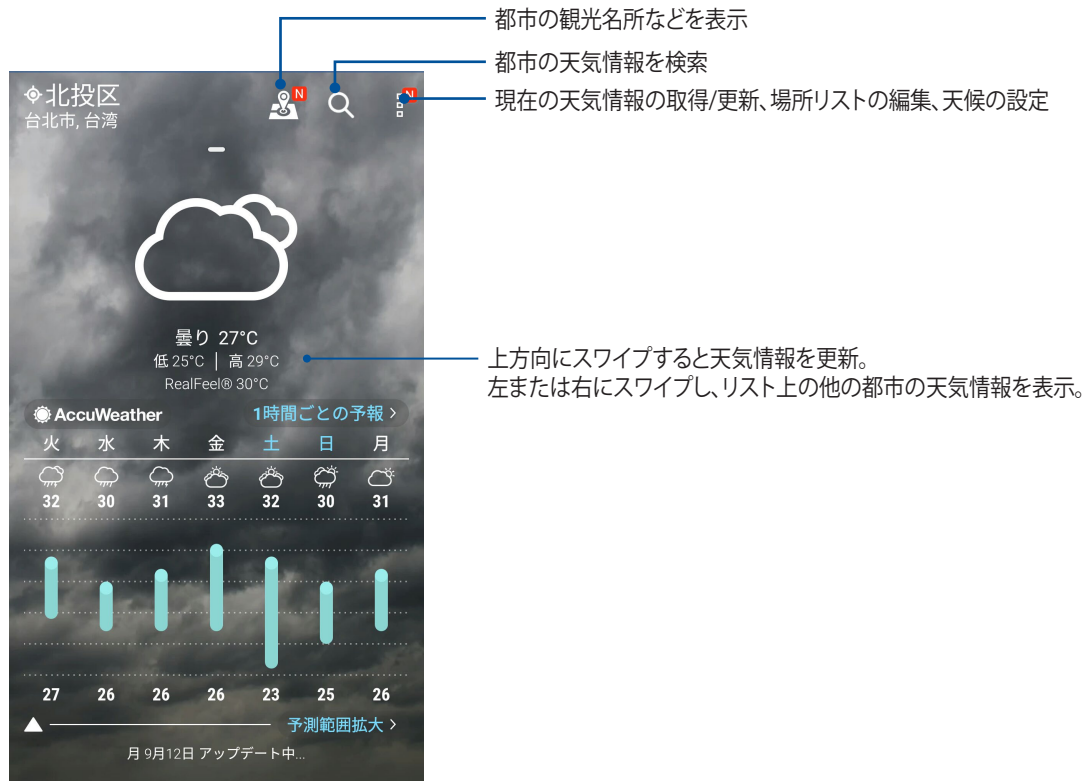 都市の観光名所などを表示
都市の天気情報を検索
現在の天気情報の取得/更新、場所リストの編集、天候の設定
北投区
台北市, 台湾
N
N
曇り 27°C
低 25°C | 高 29°C
RealFeel® 30°C
上方向にスワイプすると天気情報を更新。
左または右にスワイプし、リスト上の他の都市の天気情報を表示。
AccuWeather 1時間ごとの予報 >
火 水 木 金 土 日 月
32 30 31 33 32 30 31
27 26 26 26 23 25 26
予測範囲拡大 >
月 9月12日 アップデート中...